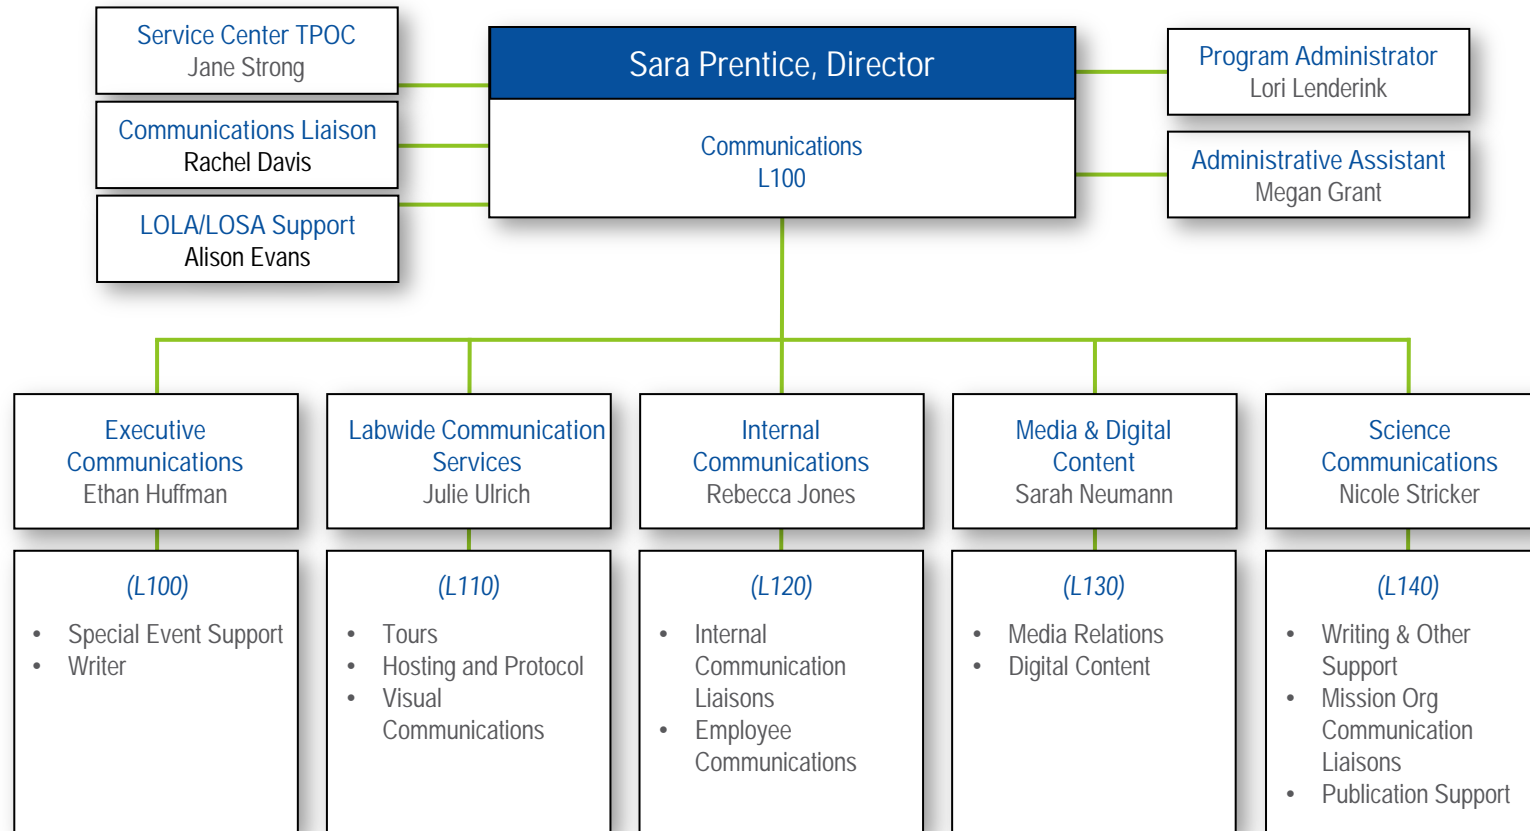 Service Center TPOC
Jane Strong
Communications Liaison
Rachel Davis
LOLA/LOSA Support
Alison Evans
Sara Prentice, Director
Communications
L100
Program Administrator
Lori Lenderink
Administrative Assistant
Megan Grant
Executive
Communications
Ethan Huffman
Labwide Communication
Services
Julie Ulrich
Internal
Communications
Rebecca Jones
Media & Digital
Content
Sarah Neumann
Science
Communications
Nicole Stricker
(L100)
• Special Event Support
• Writer
(L110)
• Tours
• Hosting and Protocol
• Visual
Communications
(L120)
• Internal
Communication
Liaisons
• Employee
Communications
(L130)
• Media Relations
• Digital Content
(L140)
• Writing & Other
Support
• Mission Org
Communication
Liaisons
• Publication Support